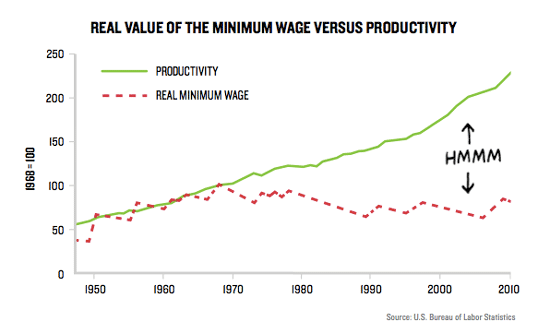 REAL VALUE OF THE MINIMUM WAGE VERSUS PRODUCTIVITY
250
200
150
100
50
0
1968 = 100
PRODUCTIVITY
REAL MINIMUM WAGE
HMMM
1950 1960 1970 1980 1990 2000 2010
Source: U.S. Bureau of Labor Statistics